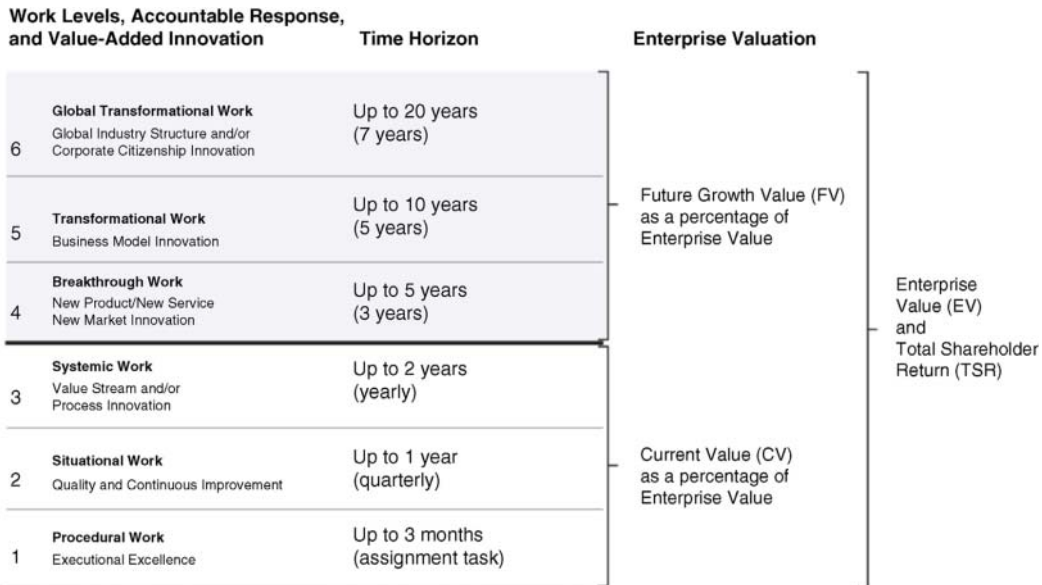 Work Levels, Accountable Response,
and Value-Added Innovation
Time Horizon
Enterprise Valuation
6
Global Transformational Work
Global Industry Structure and/or
Corporate Citizenship Innovation
Up to 20 years
(7 years)
5
Transformational Work
Business Model Innovation
Up to 10 years
(5 years)
4
Breakthrough Work
New Product/New Service
New Market Innovation
Up to 5 years
(3 years)
Future Growth Value (FV)
as a percentage of
Enterprise Value
3
Systemic Work
Value Stream and/or
Process Innovation
Up to 2 years
(yearly)
2
Situational Work
Quality and Continuous Improvement
Up to 1 year
(quarterly)
1
Procedural Work
Executional Excellence
Up to 3 months
(assignment task)
Current Value (CV)
as a percentage of
Enterprise Value
Enterprise
Value (EV)
and
Total Shareholder
Return (TSR)